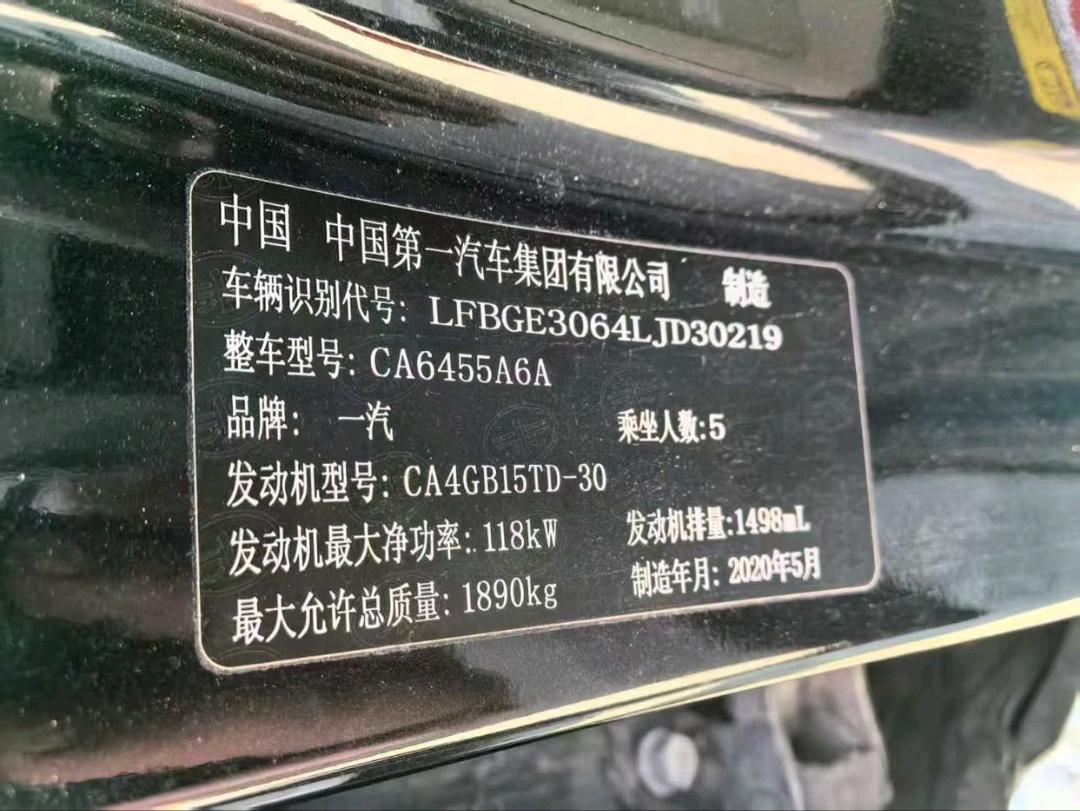 中国 中国第一汽车集团有限公司 制造
车辆识别代号: LFBGE3064LJD30219
整车型号: CA6455A6A
品牌: 一汽 乘坐人数:5
发动机型号: CA4GB15TD-30
发动机最大净功率: 118kW 发动机排量:1498mL
最大允许总质量: 1890kg 制造年月: 2020年5月